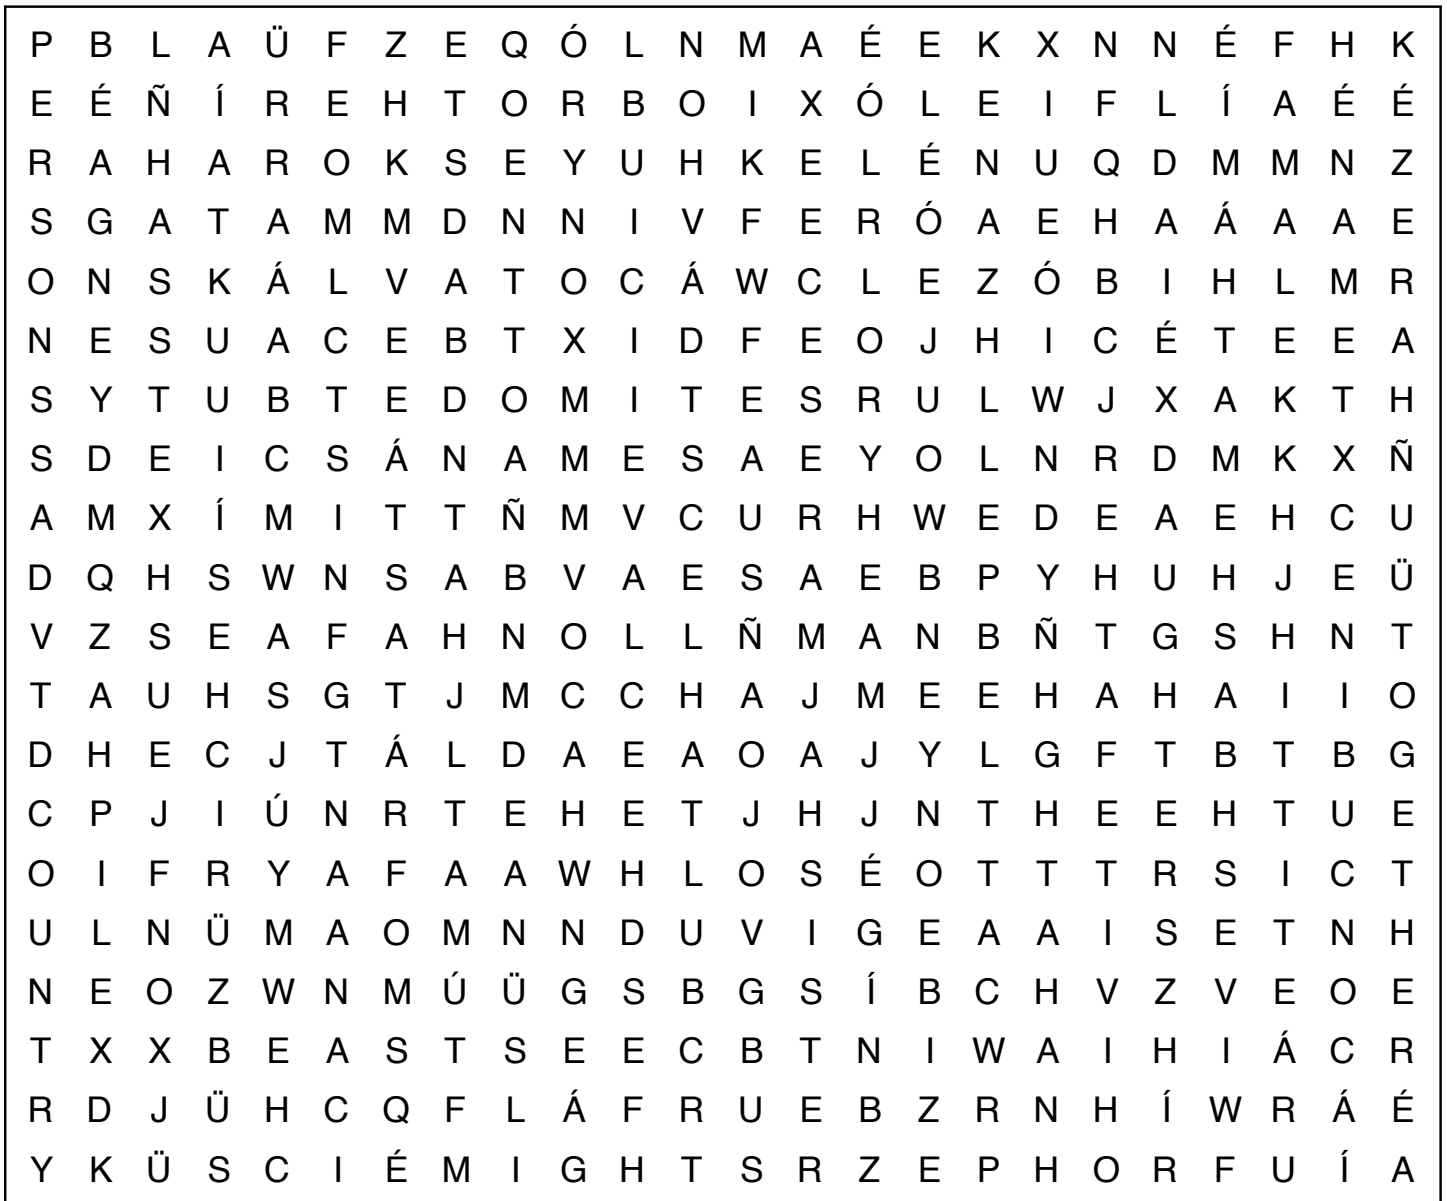 P B L A Ü F Z E Q Ó L N M A É E K X N N É F H K
E É Ñ Í R E H T O R B O I X Ó L E I F L Í A É É
R A H A R O K S E Y U H K E L É N U Q D M M N Z
S G A T A M M D N N I V F E R Ó A E H A Á A A E
O N S K Á L V A T O C Á W C L E Z Ó B I H L M R
N E S U A C E B T X I D F E O J H I C É T E E A
S Y T U B T E D O M I T E S R U L W J X A K T H
S D E I C S Á N A M E S A E Y O L N R D M K X Ñ
A M X Í M I T T Ñ M V C U R H W E D E A E H C U
D Q H S W N S A B V A E S A E B P Y H U H J E Ü
V Z S E A F A H N O L L Ñ M A N B Ñ T G S H N T
T A U H S G T J M C C H A J M E E H A H A I I O
D H E C J T Á L D A E A O A J Y L G F T B T B G
C P J I Ú N R T E H E T J H J N T H E E H T U E
O I F R Y A F A A W H L O S É O T T T R S I C T
U L N Ü M A O M N N D U V I G E A A I S E T N H
N E O Z W N M Ú Ü G S B G S Í B C H V Z V E O E
T X X B E A S T S E E C B T N I W A I H I Á C R
R D J Ü H C Q F L Á F R U E B Z R N H Í W R Á É
Y K Ü S C I É M I G H T S R Z E P H O R F U Í A